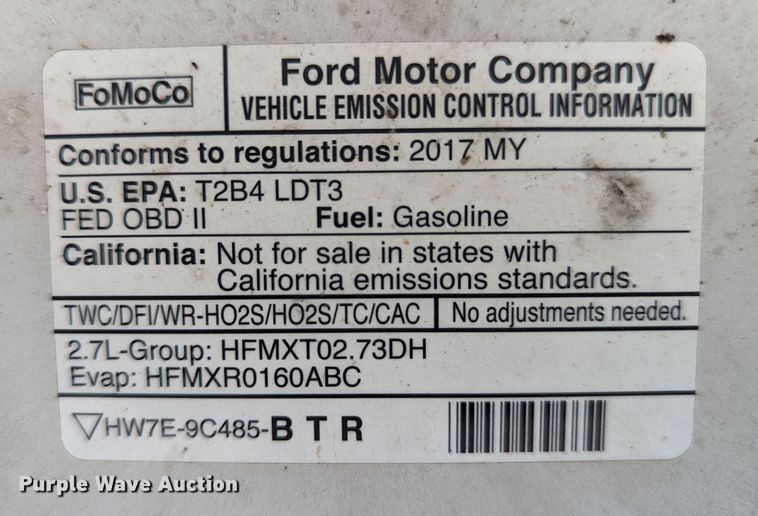 FoMoCo
Ford Motor Company
VEHICLE EMISSION CONTROL INFORMATION
Conforms to regulations: 2017 MY
U.S. EPA: T2B4 LDT3
FED OBD II Fuel: Gasoline
California: Not for sale in states with
California emissions standards.
TWC/DFI/WR-HO2S/HO2S/TC/CAC No adjustments needed.
2.7L-Group: HFMXT02.73DH
Evap: HFMXR0160ABC
▽HW7E-9C485-B T R
Purple Wave Auction